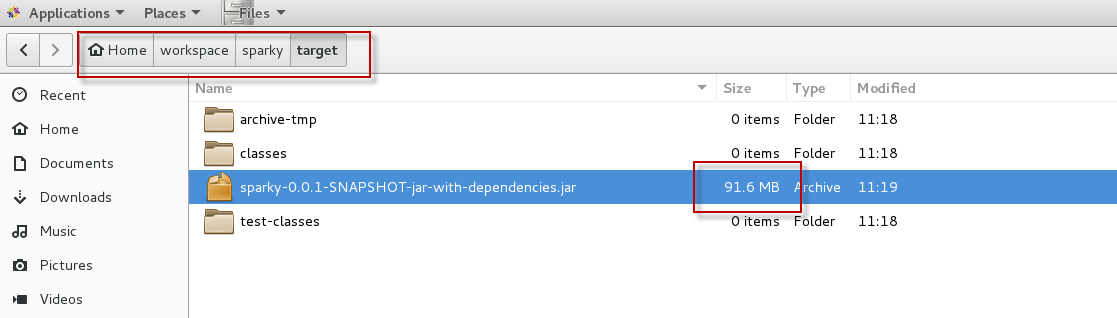 Applications Places Files
Home workspace sparky target
Name Size Type Modified
Recent
archive-tmp 0 items Folder 11:18
Home
classes 0 items Folder 11:18
Documents
sparky-0.0.1-SNAPSHOT-jar-with-dependencies.jar 91.6 MB Archive 11:19
Downloads
test-classes 0 items Folder 11:18
Music
Pictures
Videos